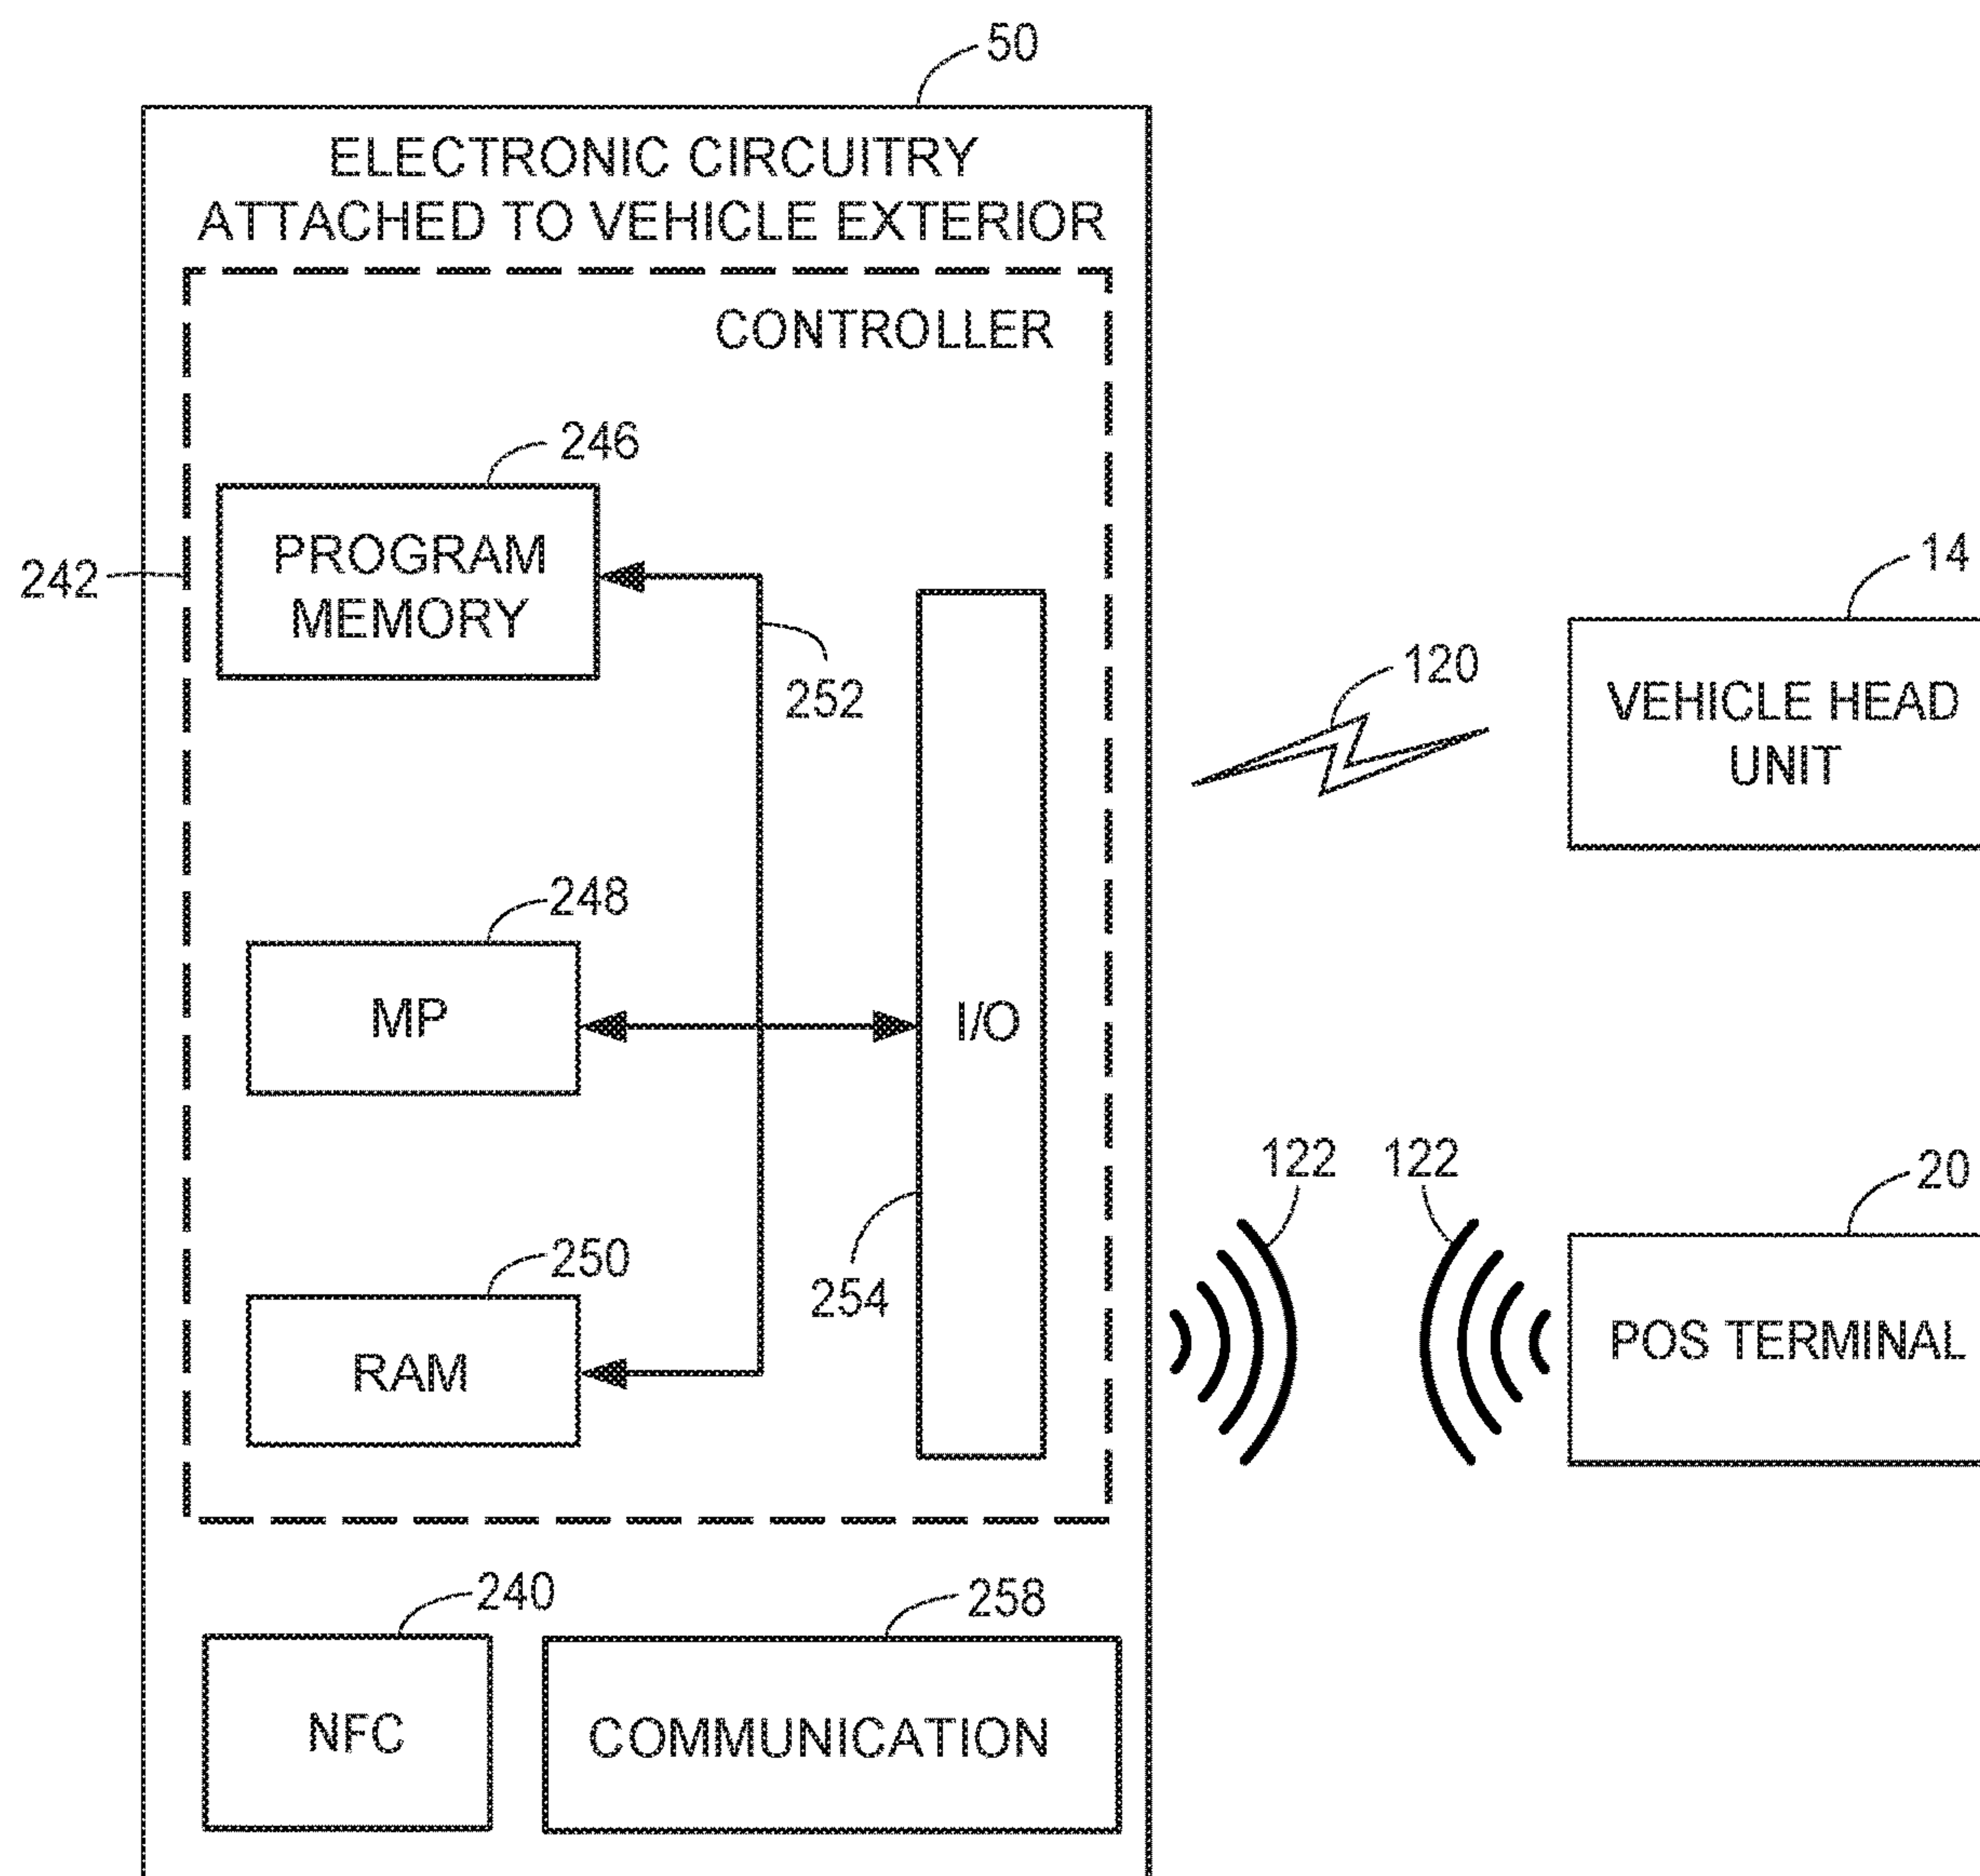 50
ELECTRONIC CIRCUITRY
ATTACHED TO VEHICLE EXTERIOR
CONTROLLER
246
PROGRAM
MEMORY
242
252
248
MP
I/O
250
RAM
254
240
NFC
258
COMMUNICATION
120
14
VEHICLE HEAD
UNIT
122
122
20
POS TERMINAL